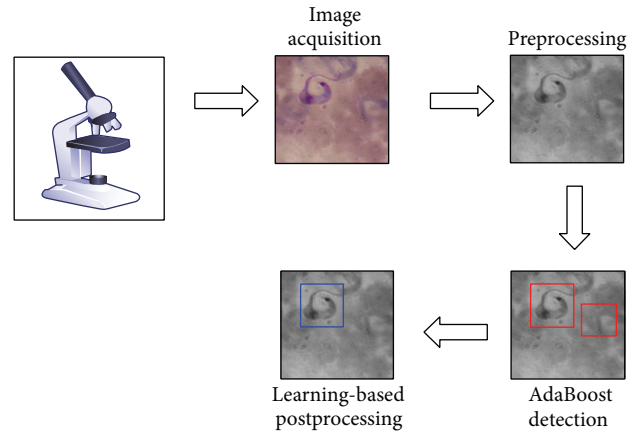 Image
acquisition
Preprocessing
AdaBoost
detection
Learning-based
postprocessing